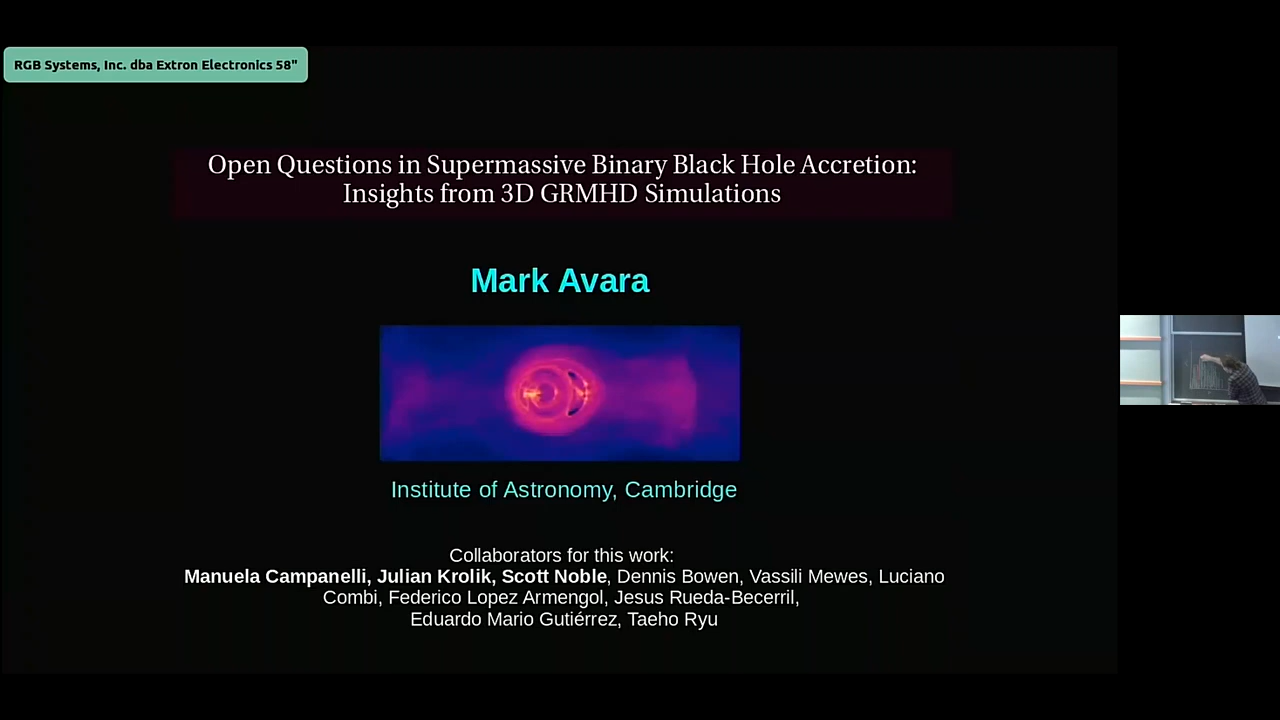 RGB Systems, Inc. dba Extron Electronics 58"
Open Questions in Supermassive Binary Black Hole Accretion:
Insights from 3D GRMHD Simulations
Mark Avara
Institute of Astronomy, Cambridge
Collaborators for this work:
Manuela Campanelli, Julian Krolik, Scott Noble, Dennis Bowen, Vassili Mewes, Luciano
Combi, Federico Lopez Armengol, Jesus Rueda-Becerril,
Eduardo Mario Gutiérrez, Taeho Ryu